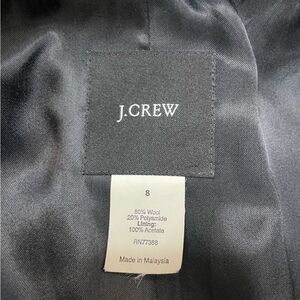 J.CREW
8
80% Wool
20% Polyamide
Lining:
100% Acetate
RN77388
Made in Malaysia